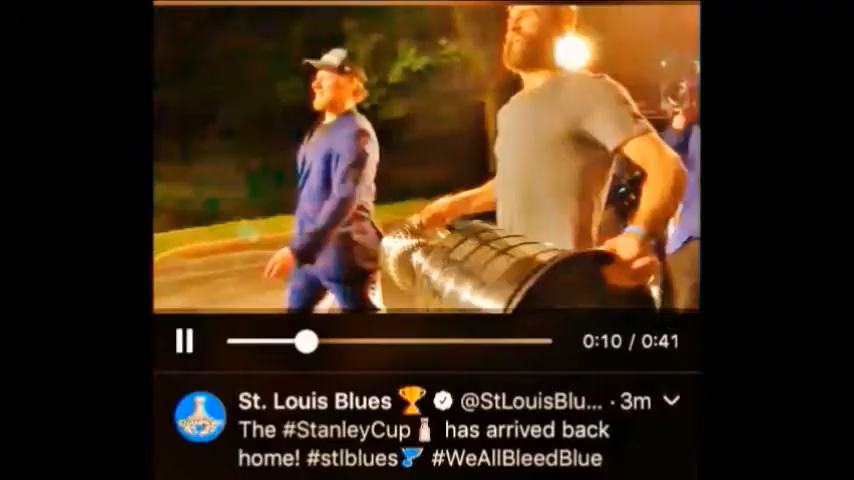 0:10 / 0:41
St. Louis Blues 🏆 @StLouisBlu... · 3m
The #StanleyCup has arrived back
home! #stlblues #WeAllBleedBlue